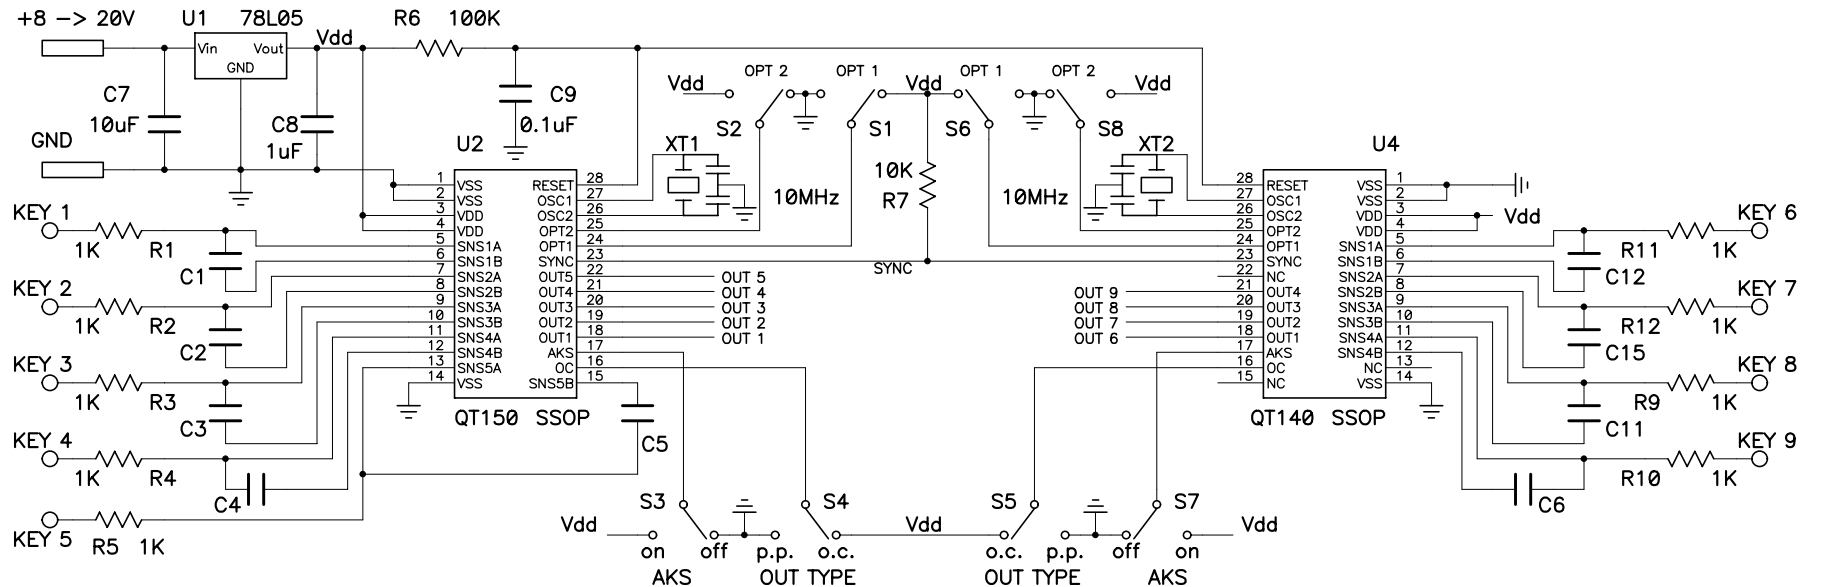 +8 -> 20V
U1 78L05
Vin Vout
GND
Vdd
R6 100K
C7
10uF
C8
1uF
C9
0.1uF
GND
Vdd
OPT 2
OPT 1
Vdd
OPT 1
OPT 2
Vdd
S2
S1
S6
S8
XT1
10MHz
10K
R7
XT2
10MHz
SYNC
KEY 1
1K R1
C1
KEY 2
1K R2
C2
KEY 3
1K R3
C3
KEY 4
1K R4
C4
KEY 5
R5 1K
U2
1 VSS RESET 28
2 VSS OSC1 27
3 VDD OSC2 26
4 VDD OPT2 25
5 SNS1A OPT1 24
6 SNS1B SYNC 23
7 SNS2A OUT5 22
8 SNS2B OUT4 21
9 SNS3A OUT3 20
10 SNS3B OUT2 19
11 SNS4A OUT1 18
12 SNS4B AKS 17
13 SNS5A OC 16
14 VSS SNS5B 15
QT150 SSOP
C5
OUT 5
OUT 4
OUT 3
OUT 2
OUT 1
OUT 9
OUT 8
OUT 7
OUT 6
U4
28 RESET VSS 1
27 OSC1 VSS 2
26 OSC2 VDD 3
25 OPT2 VDD 4
24 OPT1 SNS1A 5
23 SYNC SNS1B 6
22 NC SNS2A 7
21 OUT4 SNS2B 8
20 OUT3 SNS3A 9
19 OUT2 SNS3B 10
18 OUT1 SNS4A 11
17 AKS SNS4B 12
16 OC NC 13
15 NC VSS 14
QT140 SSOP
Vdd
KEY 6
R11 1K
C12
KEY 7
R12 1K
C15
KEY 8
R9 1K
C11
KEY 9
R10 1K
C6
S3
S4
S5
S7
Vdd
Vdd
Vdd
on off p.p. o.c.
o.c. p.p. off on
AKS OUT TYPE
OUT TYPE AKS